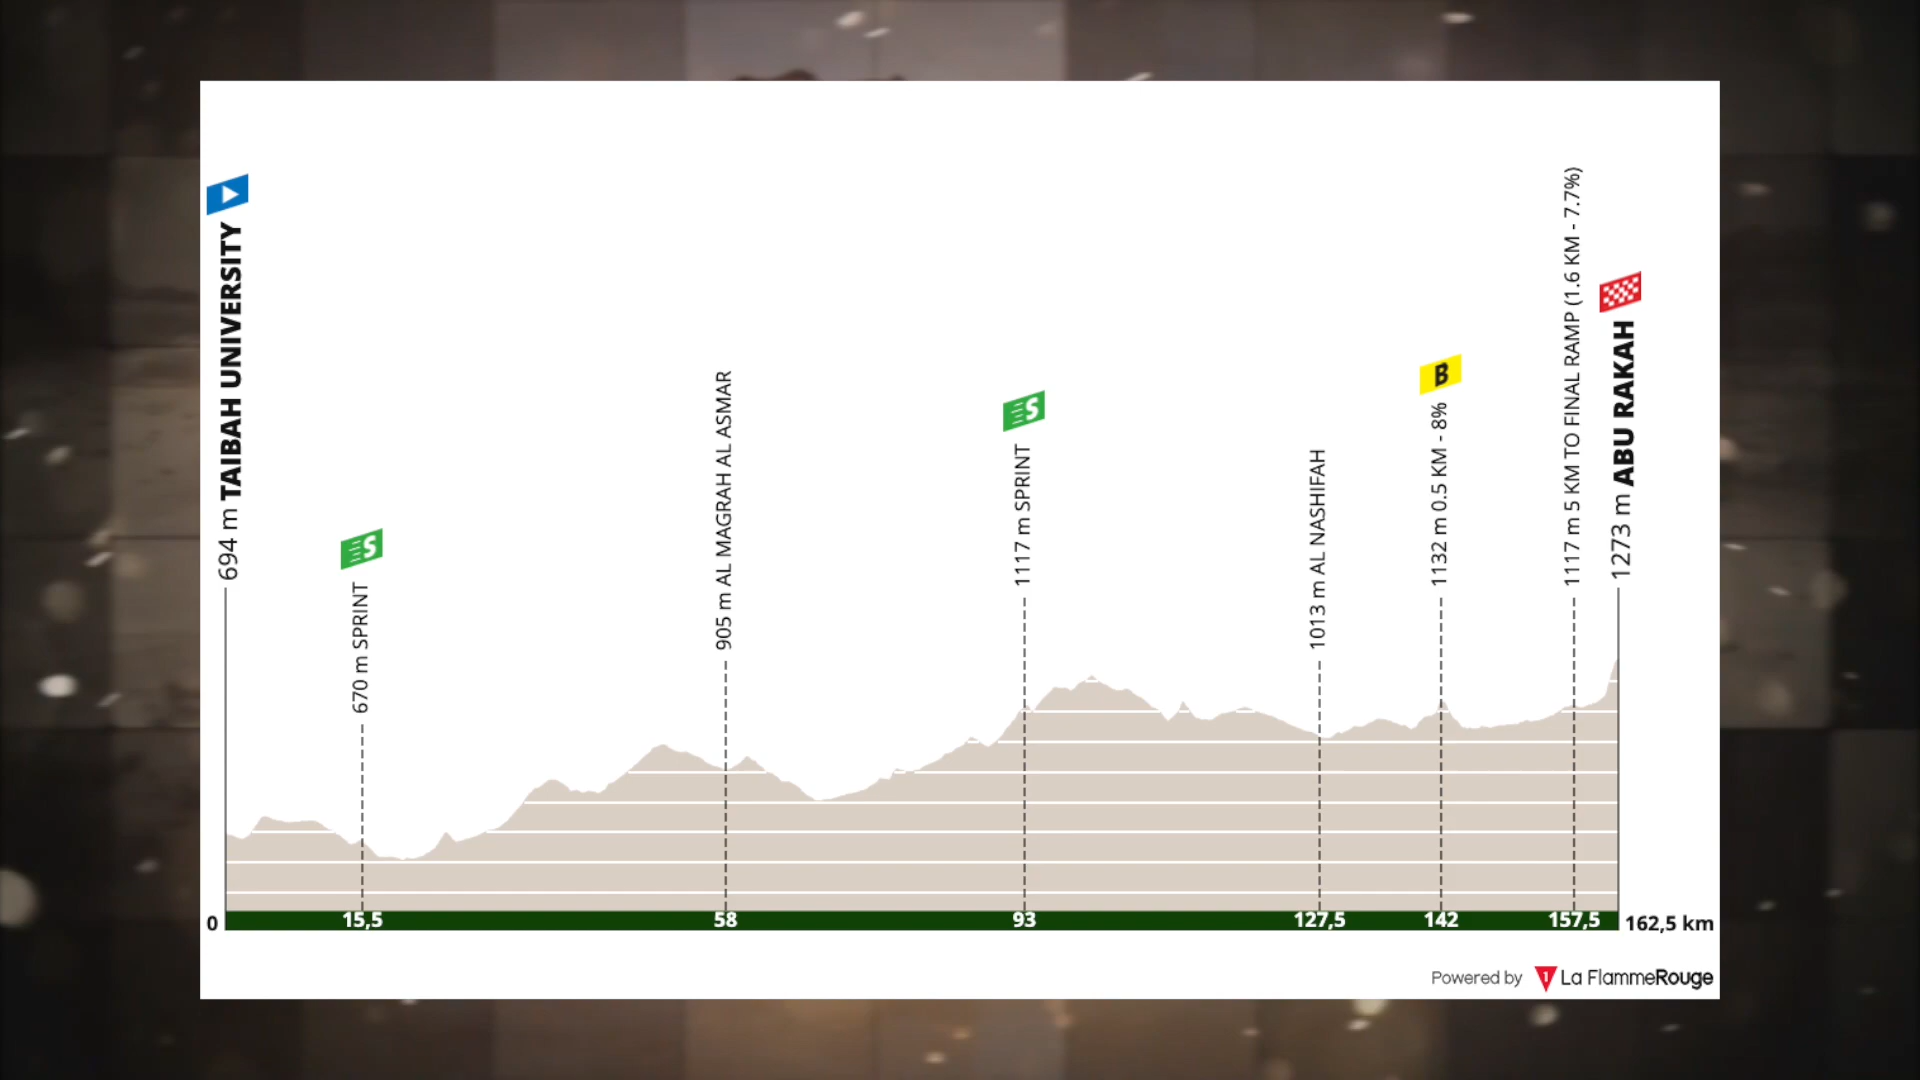 694 m TAIBAH UNIVERSITY
S
670 m SPRINT
905 m AL MAGRAH AL ASMAR
S
1117 m SPRINT
1013 m AL NASHIFAH
B
1132 m 0.5 KM - 8%
1117 m 5 KM TO FINAL RAMP (1.6 KM - 7.7%)
1273 m ABU RAKAH
0
15,5
58
93
127,5
142
157,5
162,5 km
Powered by 1 La FlammeRouge